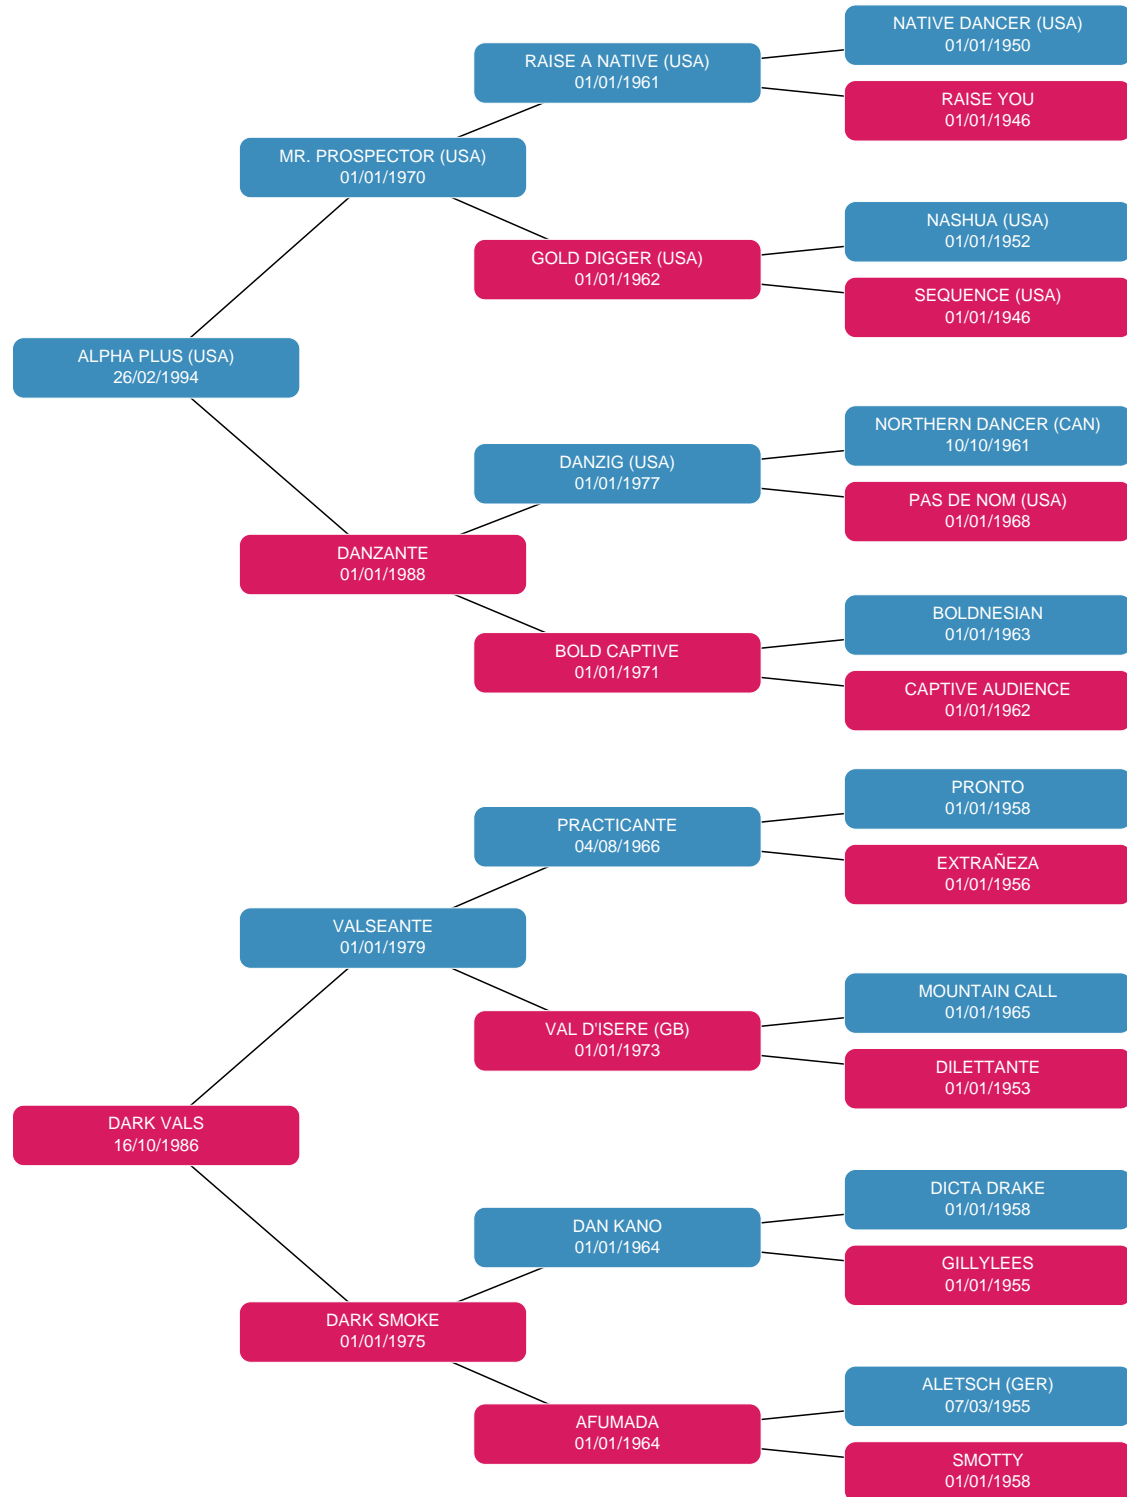 NATIVE DANCER (USA)
01/01/1950
RAISE A NATIVE (USA)
01/01/1961
RAISE YOU
01/01/1946
MR. PROSPECTOR (USA)
01/01/1970
NASHUA (USA)
01/01/1952
GOLD DIGGER (USA)
01/01/1962
SEQUENCE (USA)
01/01/1946
ALPHA PLUS (USA)
26/02/1994
NORTHERN DANCER (CAN)
10/10/1961
DANZIG (USA)
01/01/1977
PAS DE NOM (USA)
01/01/1968
DANZANTE
01/01/1988
BOLDNESIAN
01/01/1963
BOLD CAPTIVE
01/01/1971
CAPTIVE AUDIENCE
01/01/1962
PRONTO
01/01/1958
PRACTICANTE
04/08/1966
EXTRAÑEZA
01/01/1956
VALSEANTE
01/01/1979
MOUNTAIN CALL
01/01/1965
VAL D'ISERE (GB)
01/01/1973
DILETTANTE
01/01/1953
DARK VALS
16/10/1986
DICTA DRAKE
01/01/1958
DAN KANO
01/01/1964
GILLYLEES
01/01/1955
DARK SMOKE
01/01/1975
ALETSCH (GER)
07/03/1955
AFUMADA
01/01/1964
SMOTTY
01/01/1958